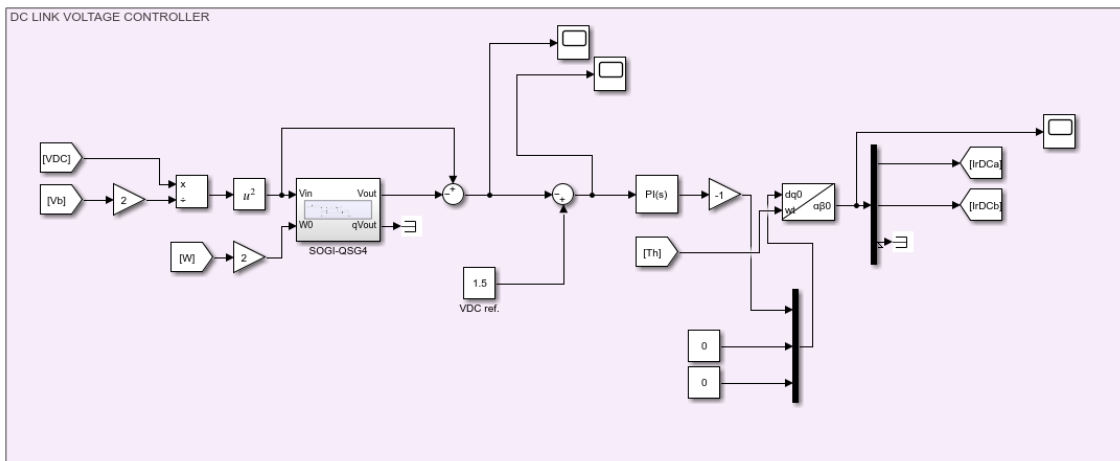 DC LINK VOLTAGE CONTROLLER
[VDC]
[Vb]
2
×
÷
u²
Vin
W0
Vout
qVout
SOGI-QSG4
[W]
2
1.5
VDC ref.
PI(s)
-1
[Th]
dq0
wt
αβ0
0
0
[IrDCa]
[IrDCb]